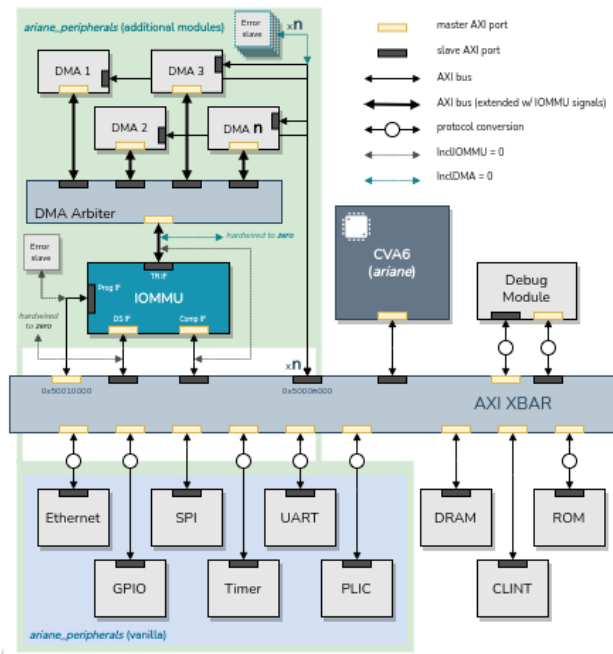 ariane_peripherals (additional modules)
Error
slave
xn
master AXI port
slave AXI port
AXI bus
AXI bus (extended w/ IOMMU signals)
protocol conversion
InclIOMMU = 0
InclDMA = 0
DMA 1
DMA 3
DMA 2
DMA n
DMA Arbiter
hardwired to zero
Error
slave
TR IF
Prog IF
IOMMU
DS IF
Comp IF
hardwired to zero
CVA6
(ariane)
Debug
Module
xn
0x50010000
0x5000n000
AXI XBAR
Ethernet
SPI
UART
DRAM
ROM
GPIO
Timer
PLIC
CLINT
ariane_peripherals (vanilla)